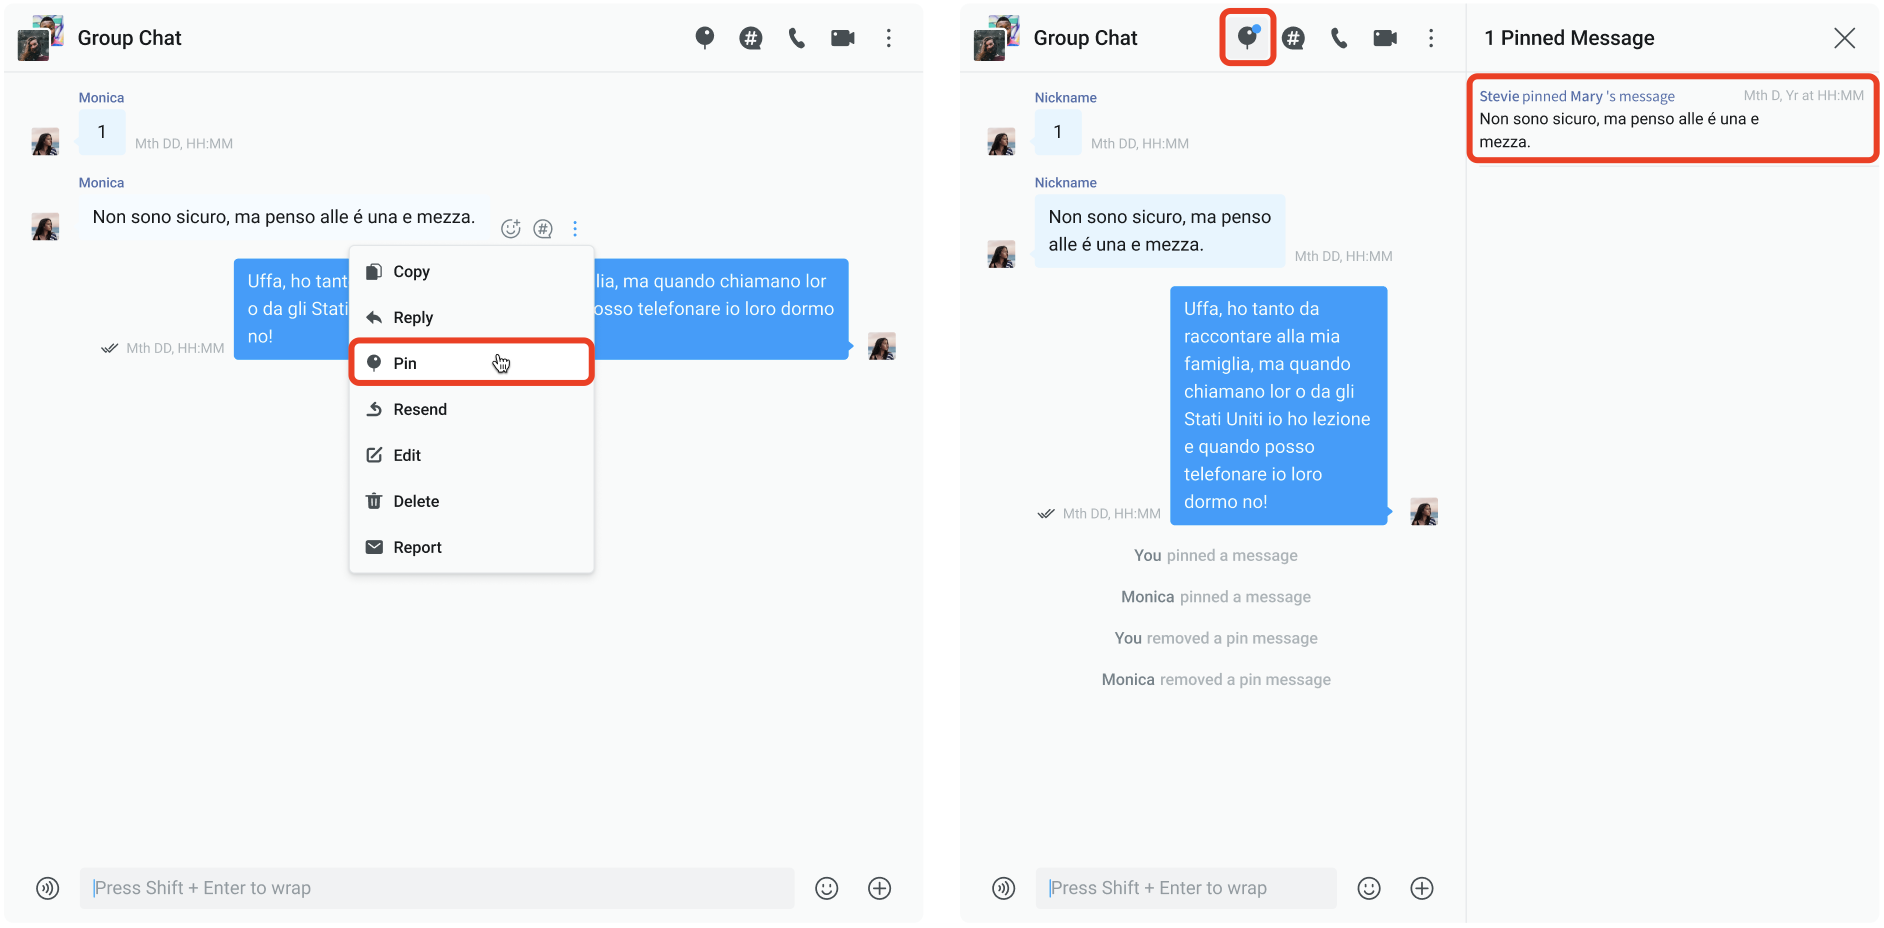 Group Chat
Monica
1
Mth DD, HH:MM
Monica
Non sono sicuro, ma penso alle é una e mezza.
Uffa, ho tant
lia, ma quando chiamano lor
o da gli Stati
osso telefonare io loro dormo
no!
Mth DD, HH:MM
Copy
Reply
Pin
Resend
Edit
Delete
Report
Press Shift + Enter to wrap
Group Chat
Nickname
1
Mth DD, HH:MM
Nickname
Non sono sicuro, ma penso
alle é una e mezza.
Mth DD, HH:MM
Uffa, ho tanto da
raccontare alla mia
famiglia, ma quando
chiamano lor o da gli
Stati Uniti io ho lezione
e quando posso
telefonare io loro
dormo no!
Mth DD, HH:MM
You pinned a message
Monica pinned a message
You removed a pin message
Monica removed a pin message
Press Shift + Enter to wrap
1 Pinned Message
Stevie pinned Mary 's message
Mth D, Yr at HH:MM
Non sono sicuro, ma penso alle é una e
mezza.